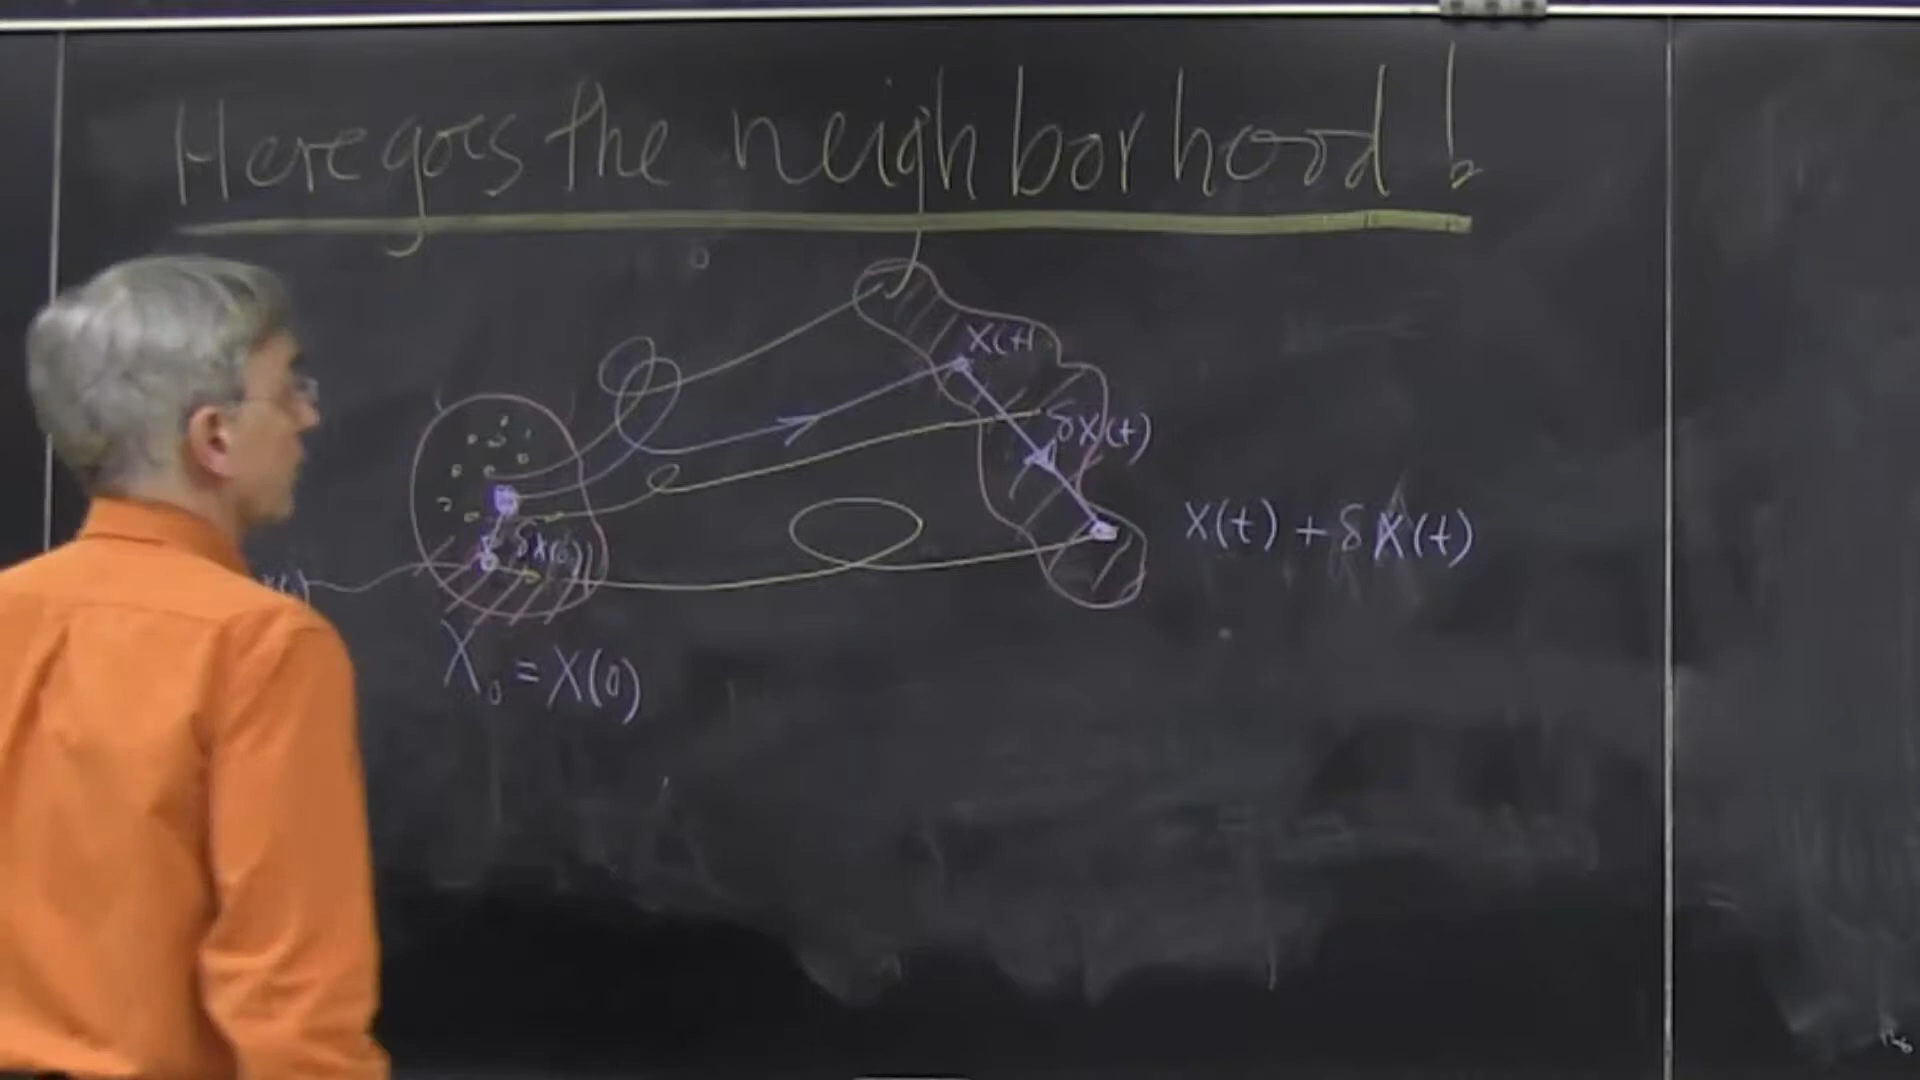 Here goes the neighborhood!
x(t)
δx(t)
x(t) + δx(t)
δx(0)
x₀ = x(0)